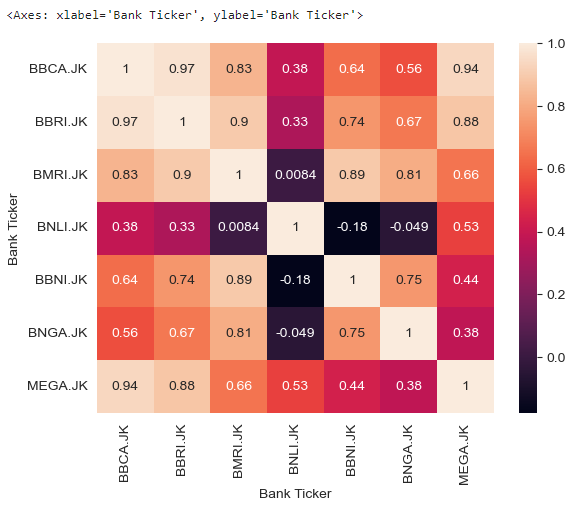 <Axes: xlabel='Bank Ticker', ylabel='Bank Ticker'>
BBCA.JK 1 0.97 0.83 0.38 0.64 0.56 0.94
BBRI.JK 0.97 1 0.9 0.33 0.74 0.67 0.88
BMRI.JK 0.83 0.9 1 0.0084 0.89 0.81 0.66
BNLI.JK 0.38 0.33 0.0084 1 -0.18 -0.049 0.53
BBNI.JK 0.64 0.74 0.89 -0.18 1 0.75 0.44
BNGA.JK 0.56 0.67 0.81 -0.049 0.75 1 0.38
MEGA.JK 0.94 0.88 0.66 0.53 0.44 0.38 1
BBCA.JK BBRI.JK BMRI.JK BNLI.JK BBNI.JK BNGA.JK MEGA.JK
Bank Ticker
Bank Ticker
1.0
0.8
0.6
0.4
0.2
0.0